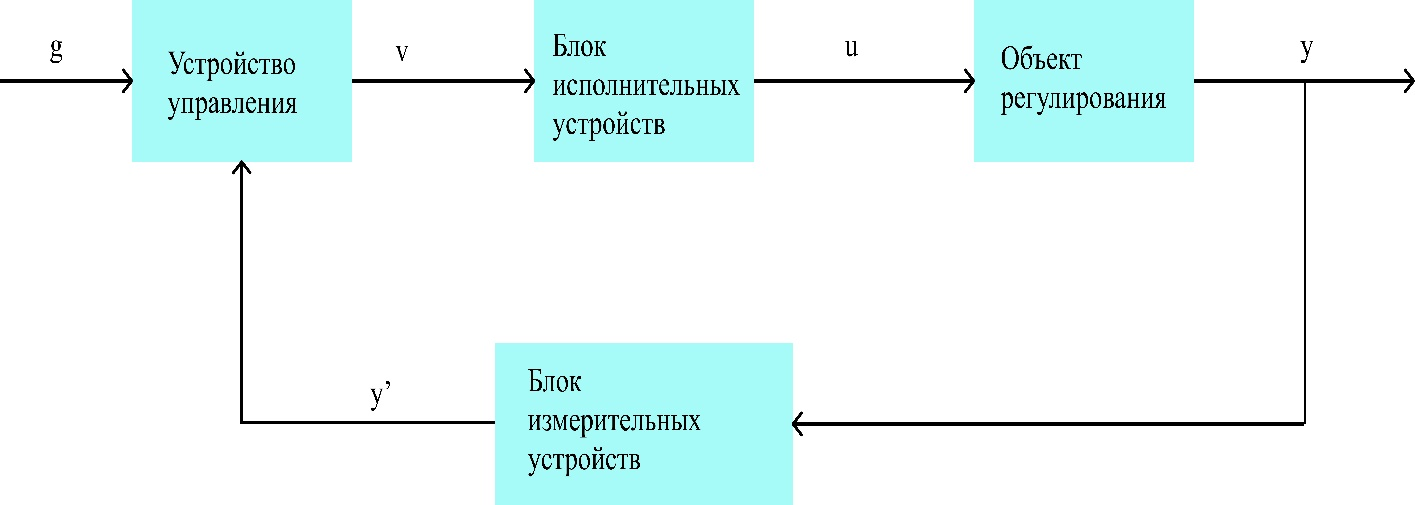 g
Устройство
управления
v
Блок
исполнительных
устройств
u
Объект
регулирования
y
y’
Блок
измерительных
устройств